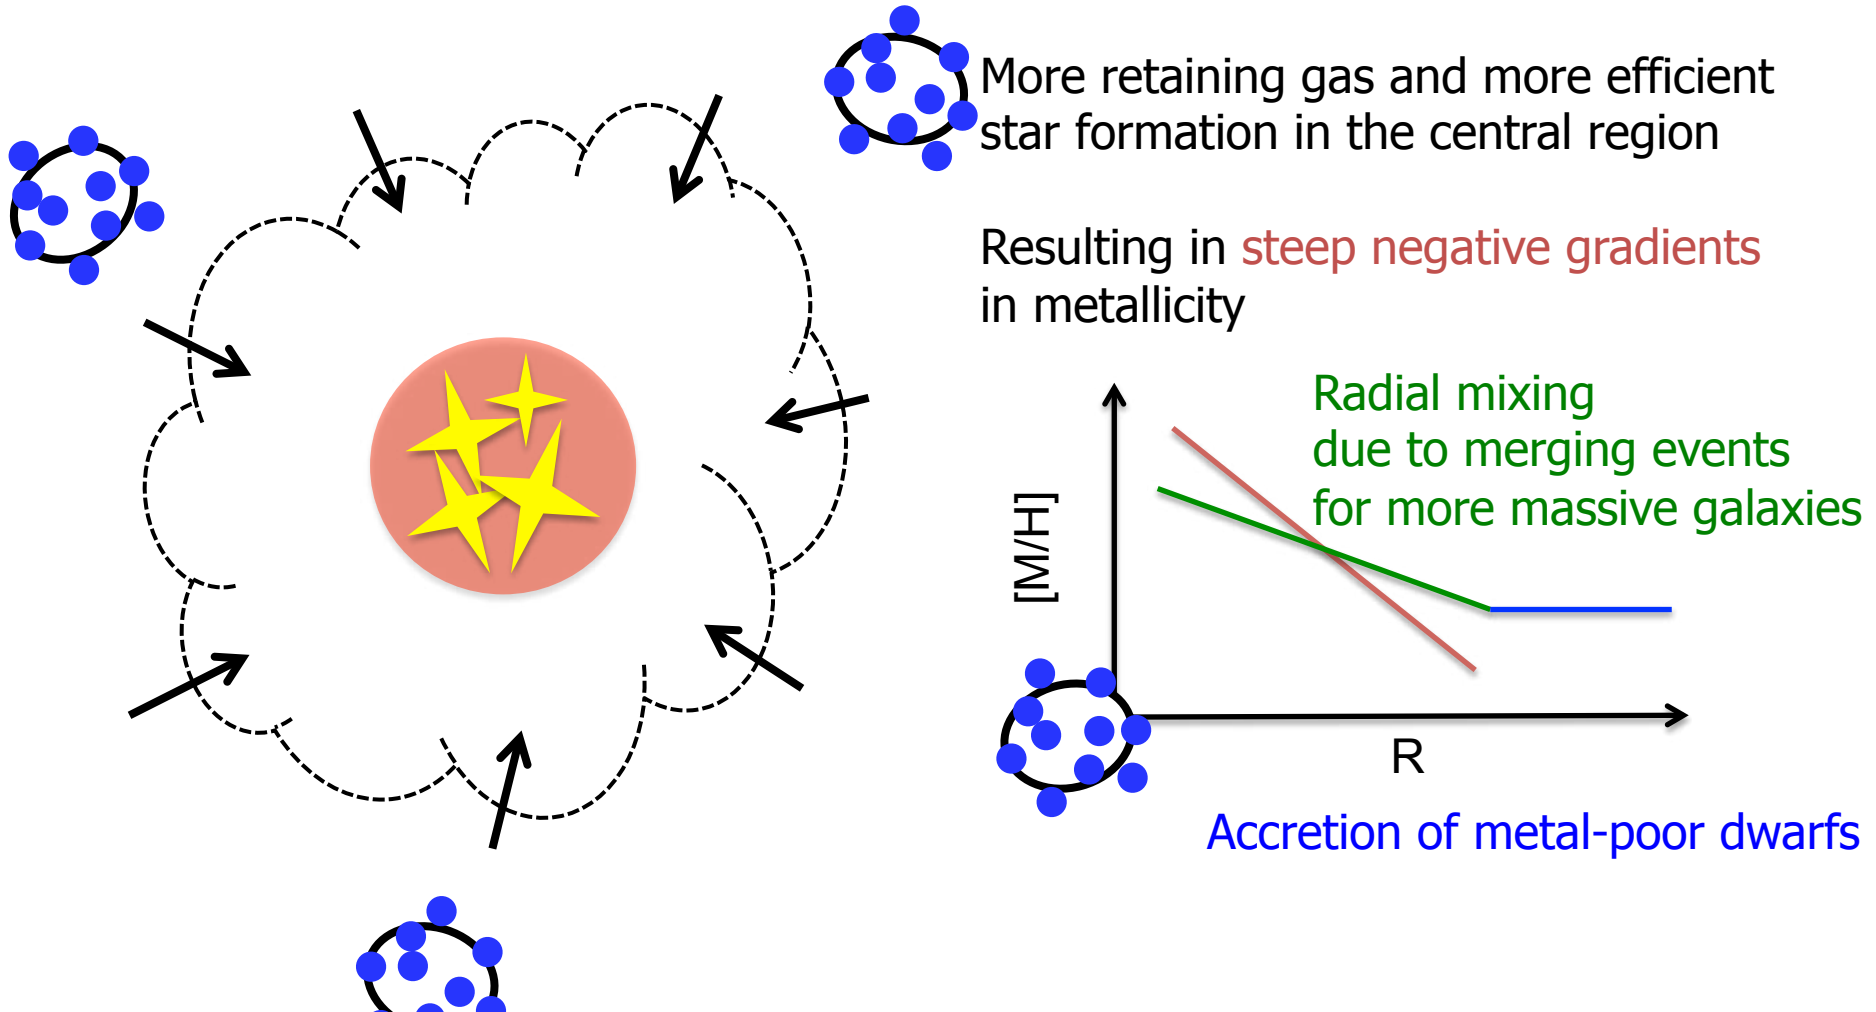 More retaining gas and more efficient
star formation in the central region
Resulting in steep negative gradients
in metallicity
Radial mixing
due to merging events
for more massive galaxies
[M/H]
R
Accretion of metal-poor dwarfs